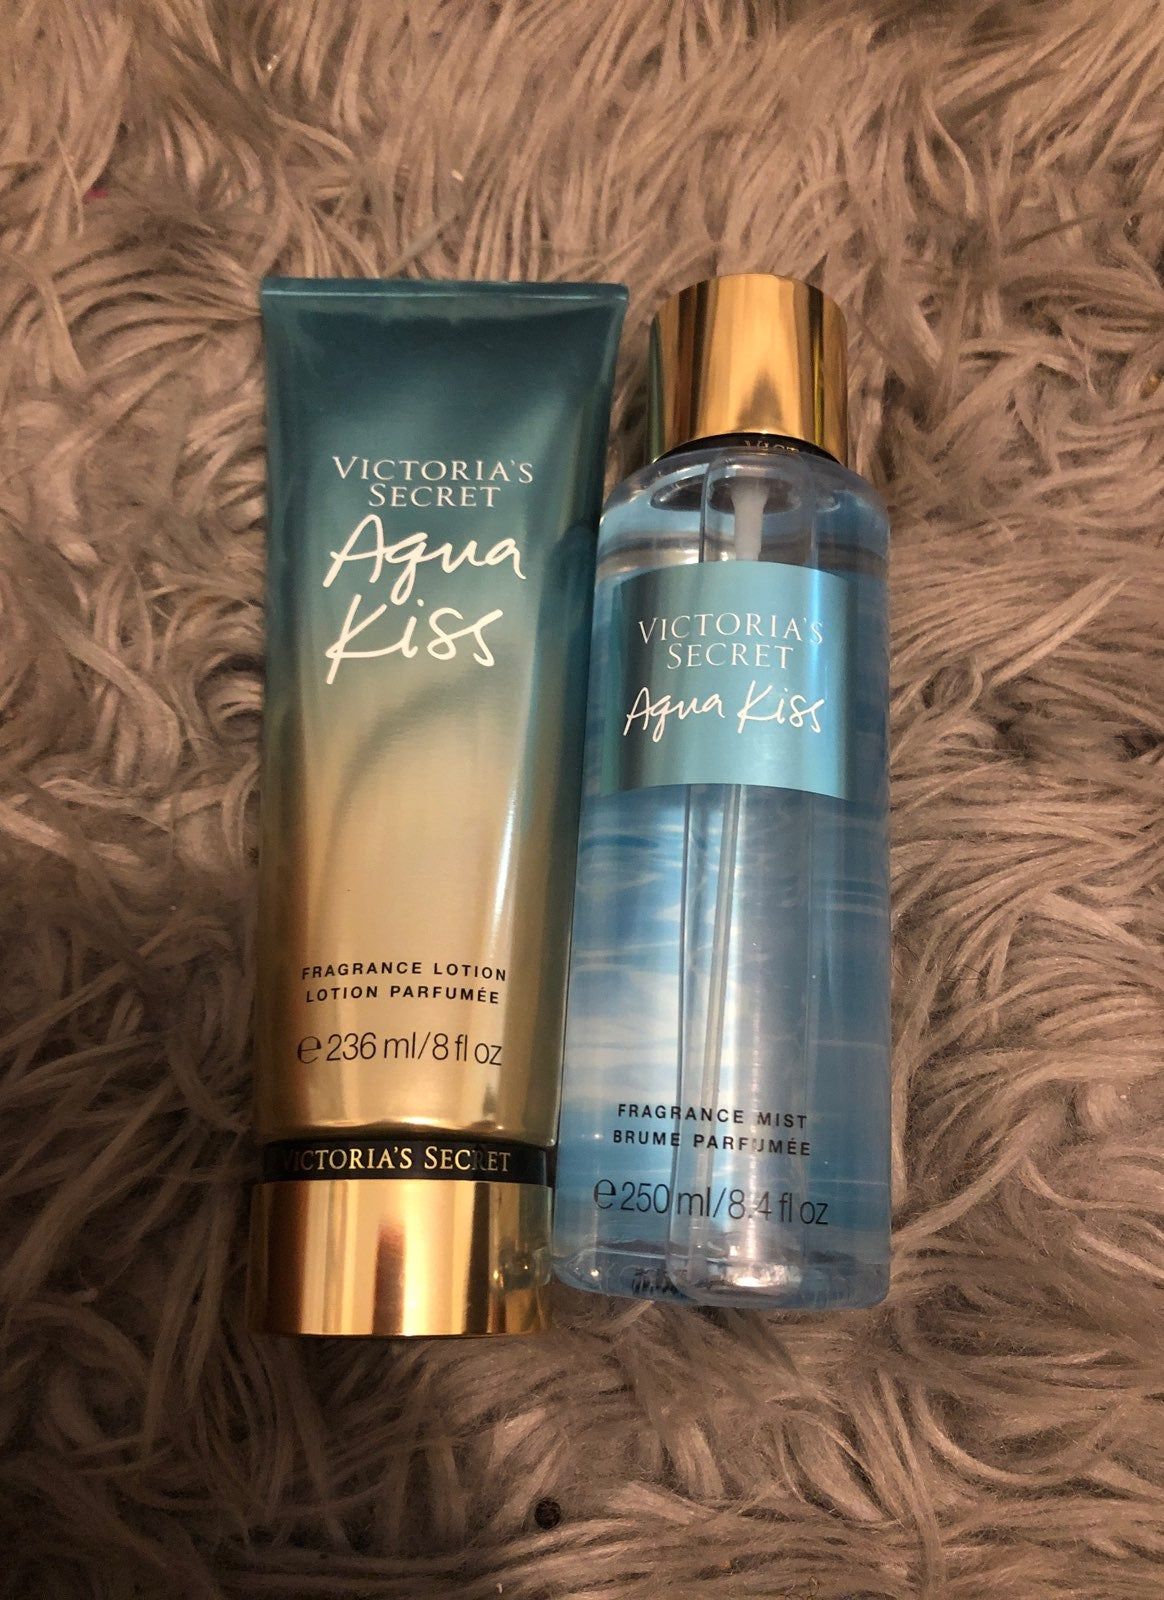 VICTORIA'S
SECRET
Aqua
Kiss
FRAGRANCE LOTION
LOTION PARFUMÉE
℮ 236 ml/8 fl oz
VICTORIA'S SECRET
VICTORIA'S
SECRET
Aqua Kiss
FRAGRANCE MIST
BRUME PARFUMÉE
℮ 250 ml/8.4 fl oz